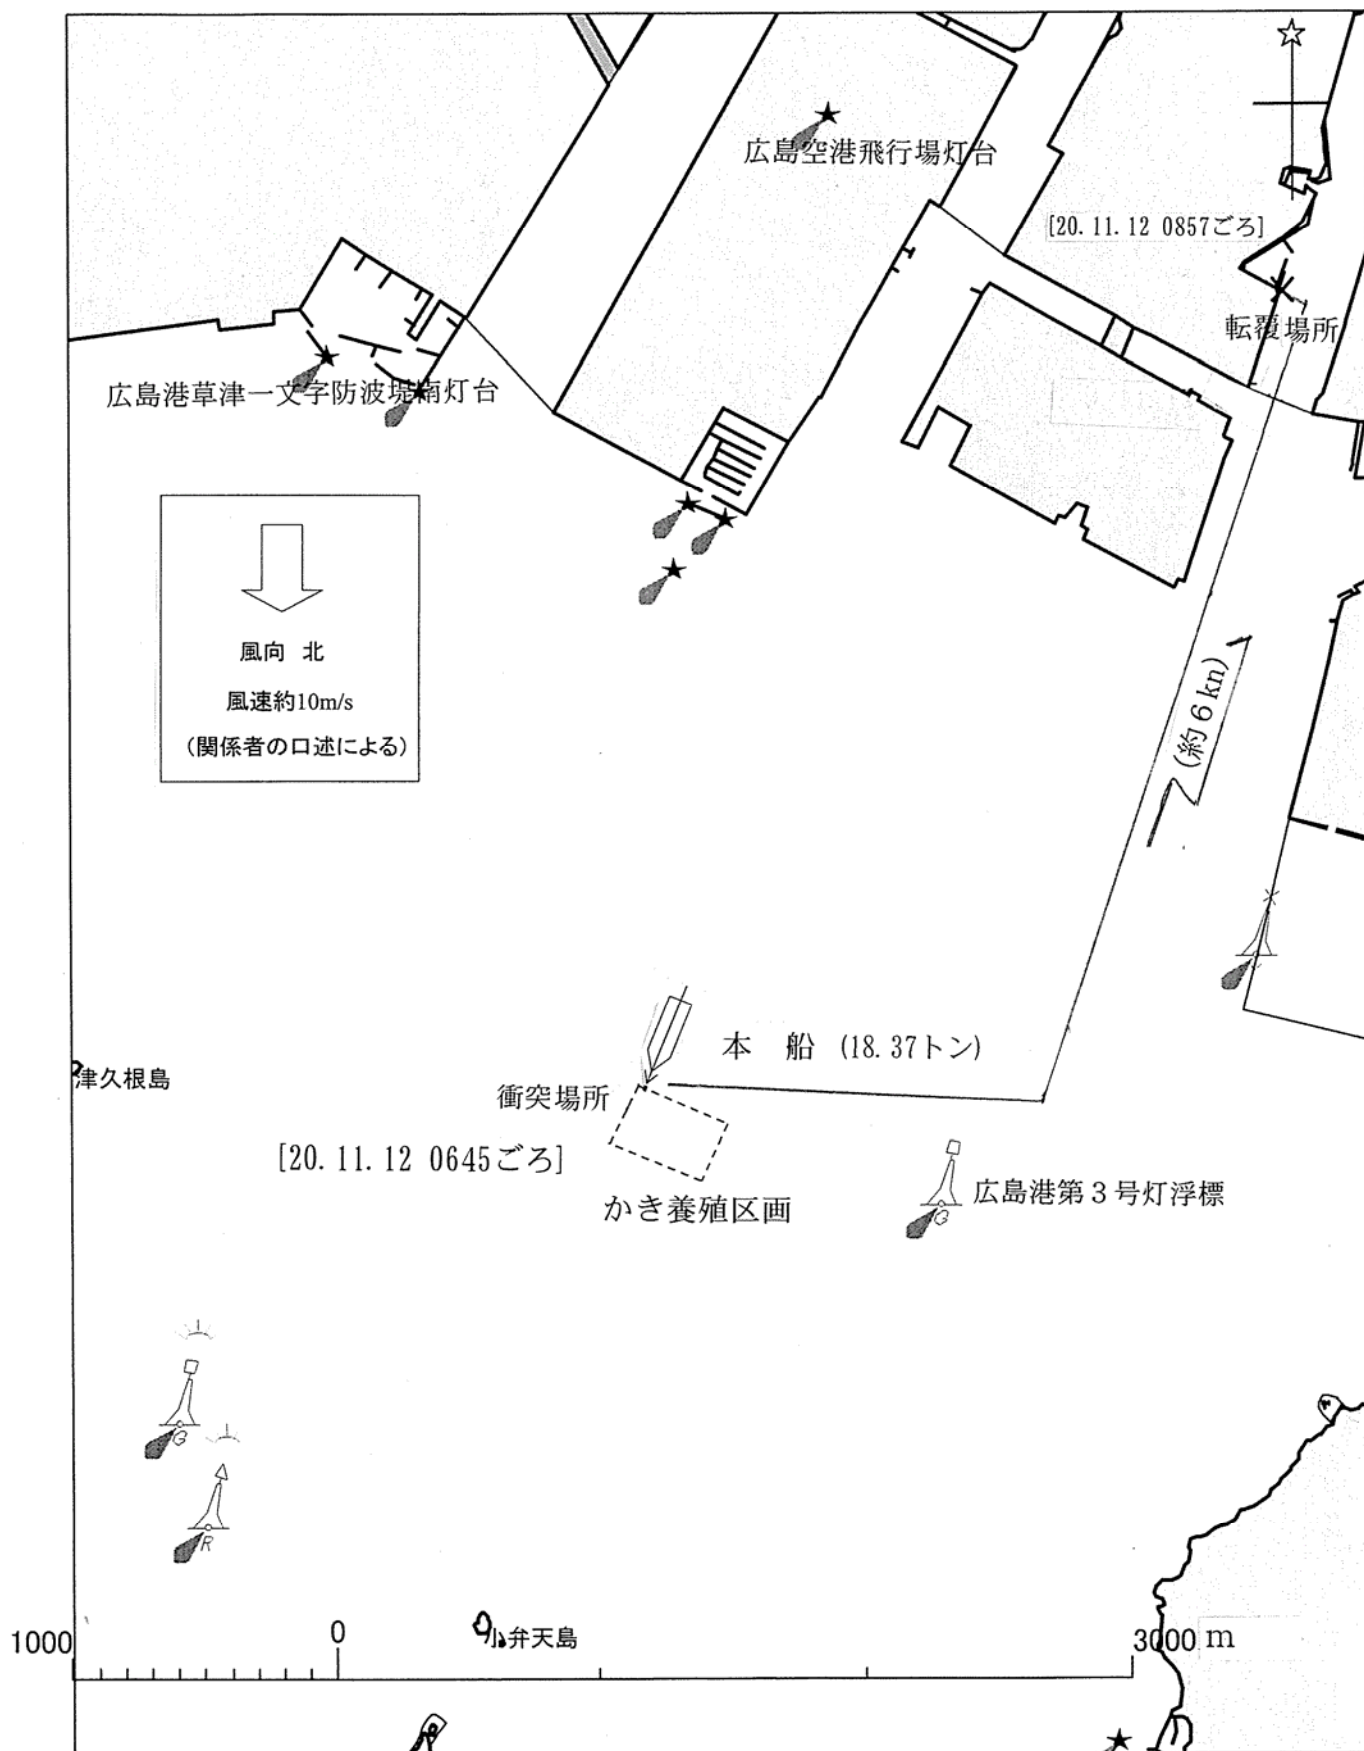 広島空港飛行場灯台
[20.11.12 0857ごろ]
転覆場所
広島港草津一文字防波堤南灯台
風向 北
風速約10m/s
(関係者の口述による)
(約6kn)
本 船 (18.37トン)
津久根島
衝突場所
[20.11.12 0645ごろ]
かき養殖区画
広島港第3号灯浮標
G
G
R
小弁天島
1000
0
3000 m